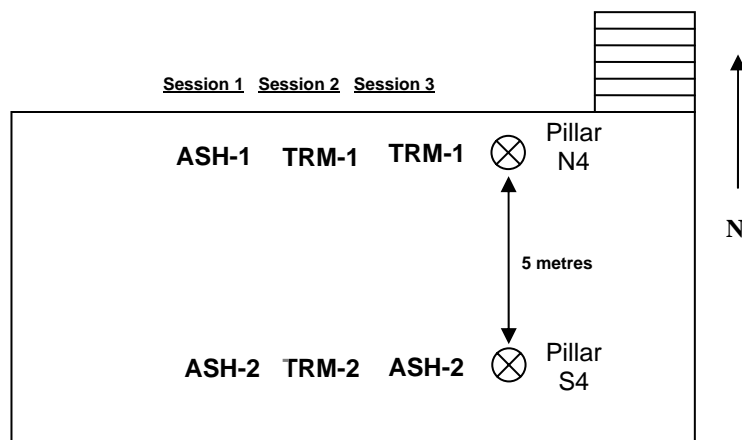 Session 1 Session 2 Session 3
ASH-1 TRM-1 TRM-1 Pillar
N4
N
5 metres
ASH-2 TRM-2 ASH-2 Pillar
S4